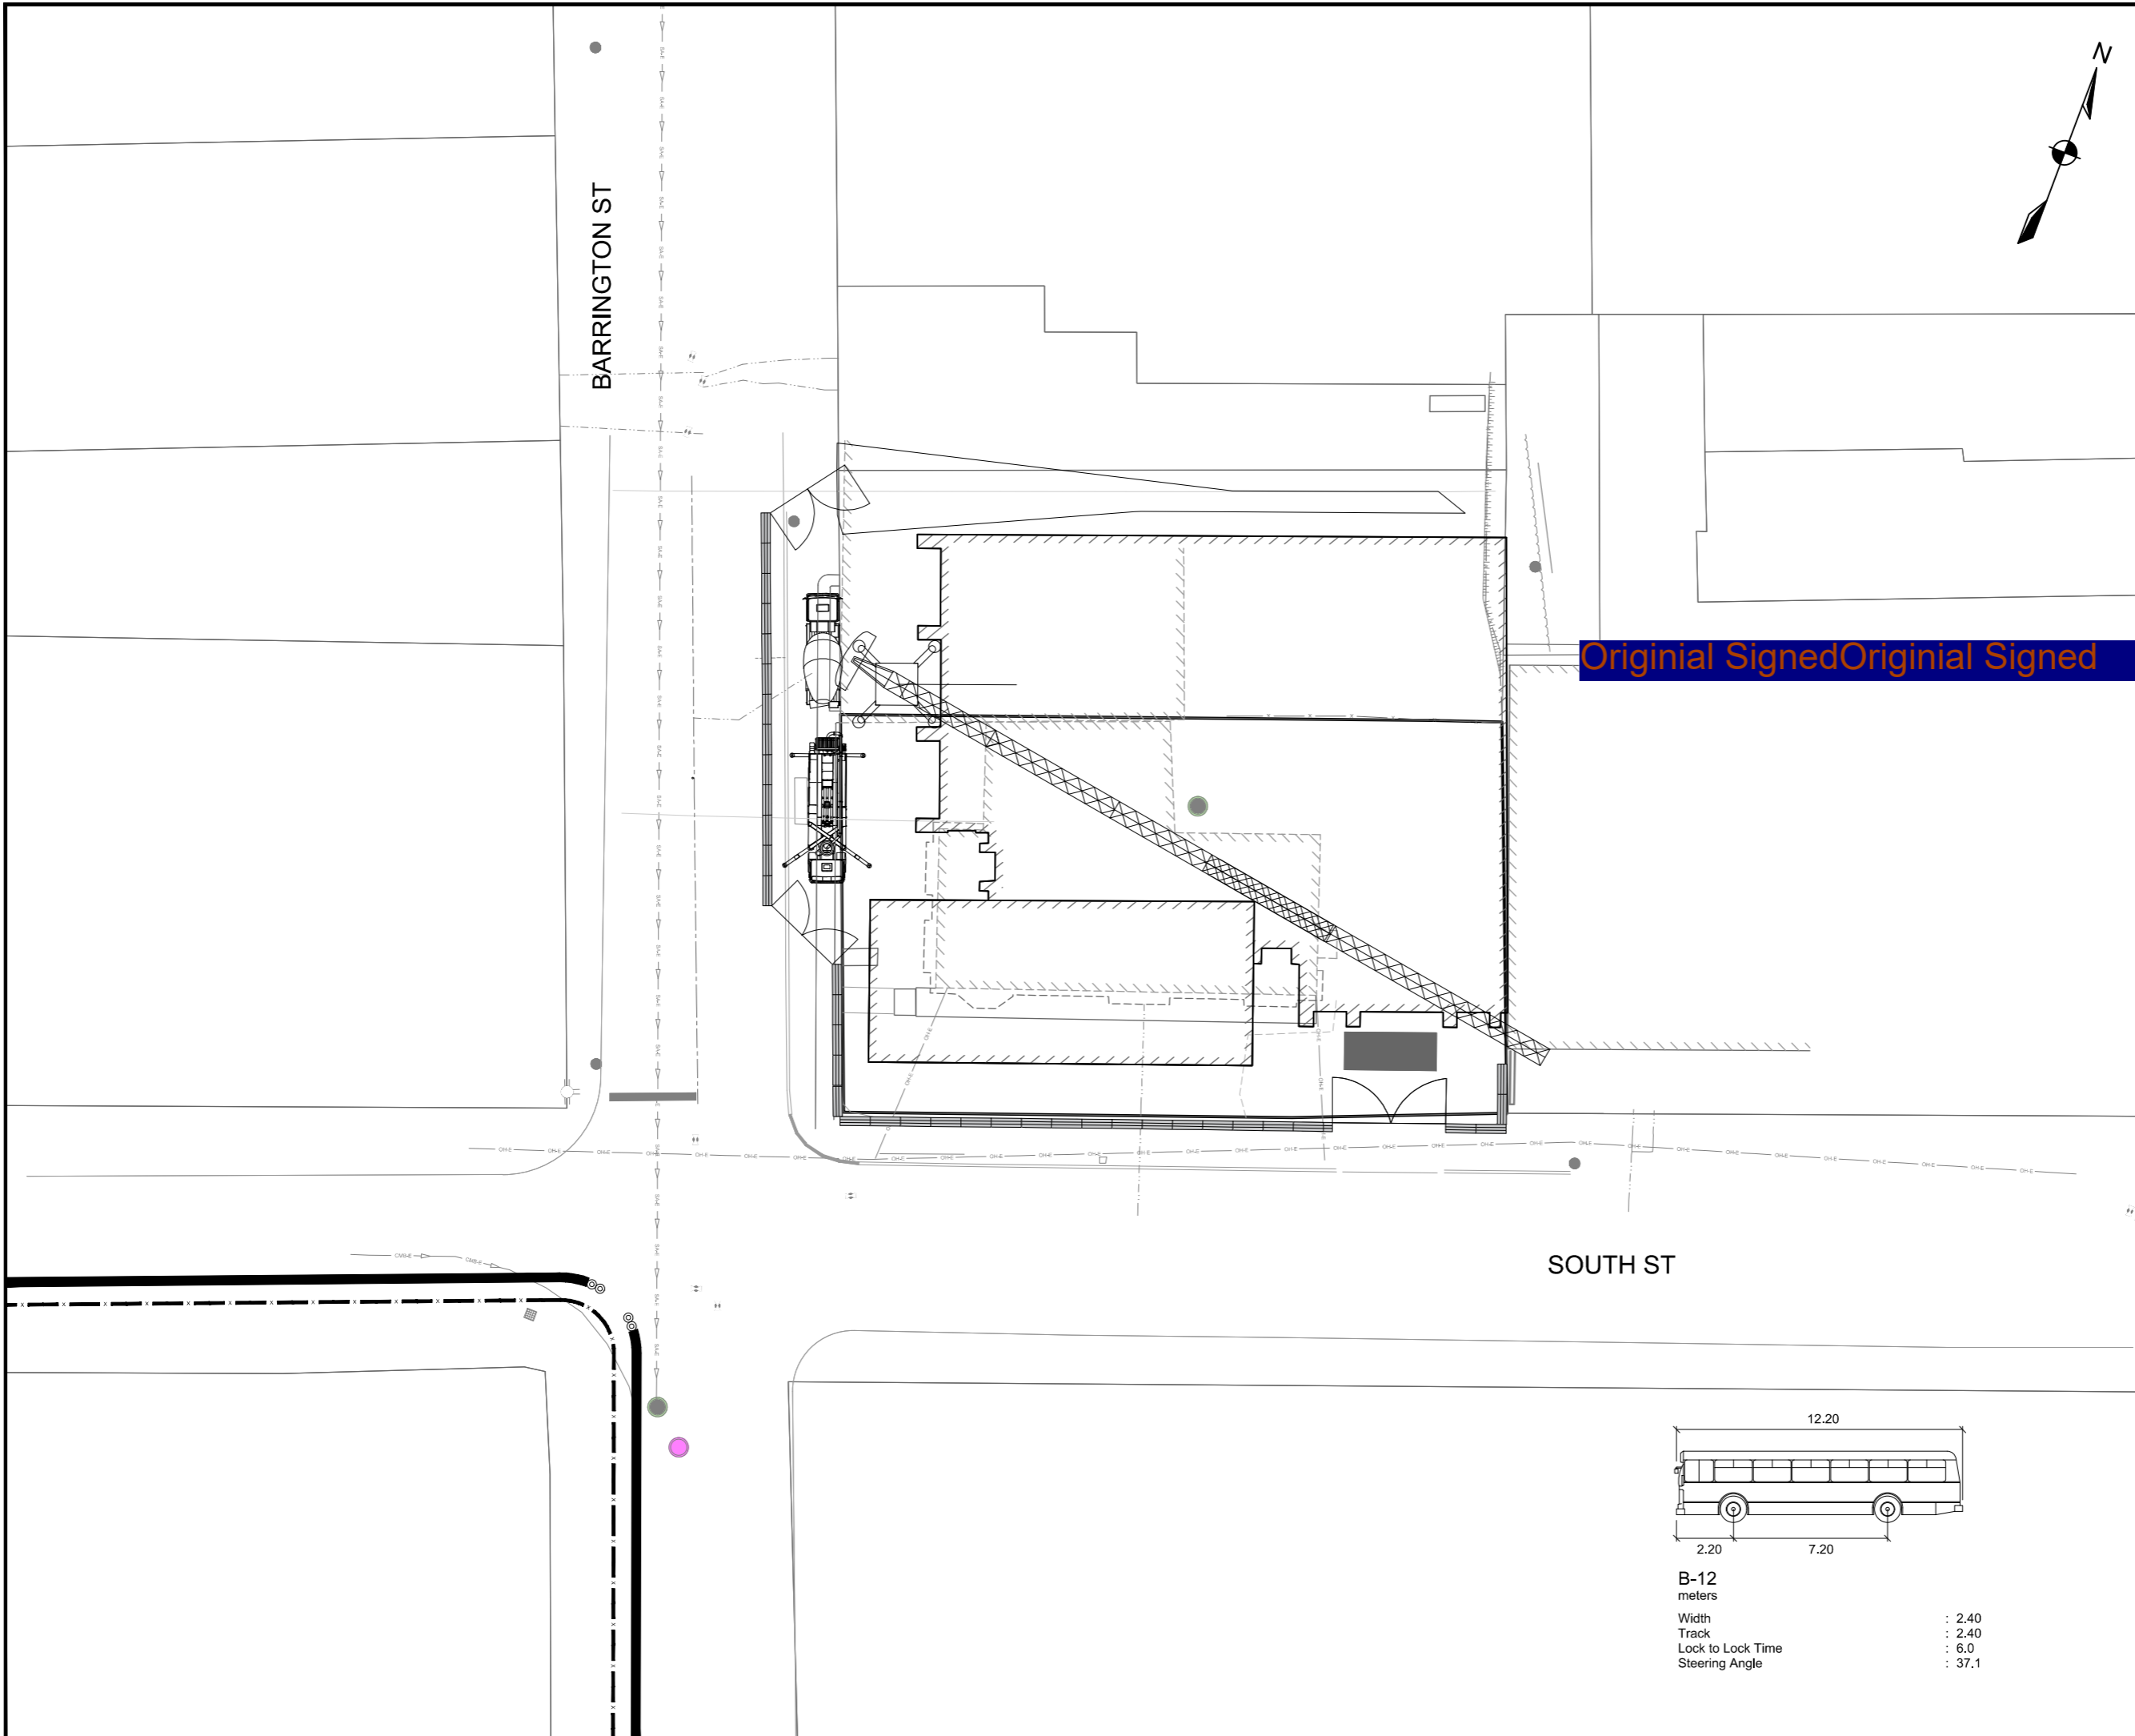 N
BARRINGTON ST
Originial SignedOriginial Signed
SOUTH ST
12.20
2.20 7.20
B-12
meters
Width : 2.40
Track : 2.40
Lock to Lock Time : 6.0
Steering Angle : 37.1